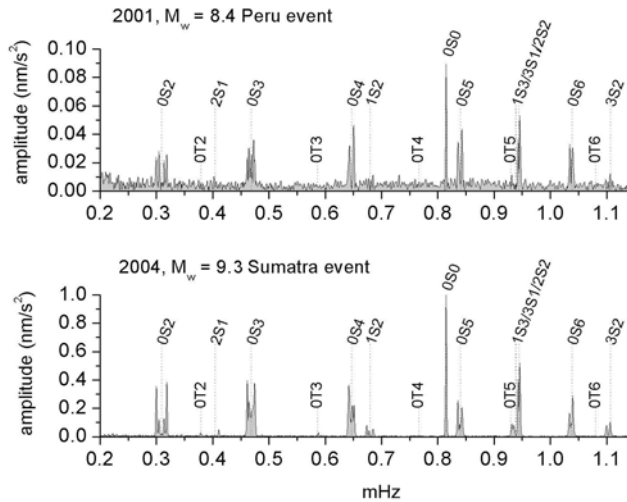 2001, Mw = 8.4 Peru event
amplitude (nm/s²)
0.10
0.08
0.06
0.04
0.02
0.00
0S2
0T2
2S1
0S3
0T3
0S4
1S2
0T4
0S0
0S5
0T5
1S3/3S1/2S2
0S6
0T6
3S2
0.2 0.3 0.4 0.5 0.6 0.7 0.8 0.9 1.0 1.1
2004, Mw = 9.3 Sumatra event
amplitude (nm/s²)
1.0
0.8
0.6
0.4
0.2
0.0
0S2
0T2
2S1
0S3
0T3
0S4
1S2
0T4
0S0
0S5
0T5
1S3/3S1/2S2
0S6
0T6
3S2
0.2 0.3 0.4 0.5 0.6 0.7 0.8 0.9 1.0 1.1
mHz